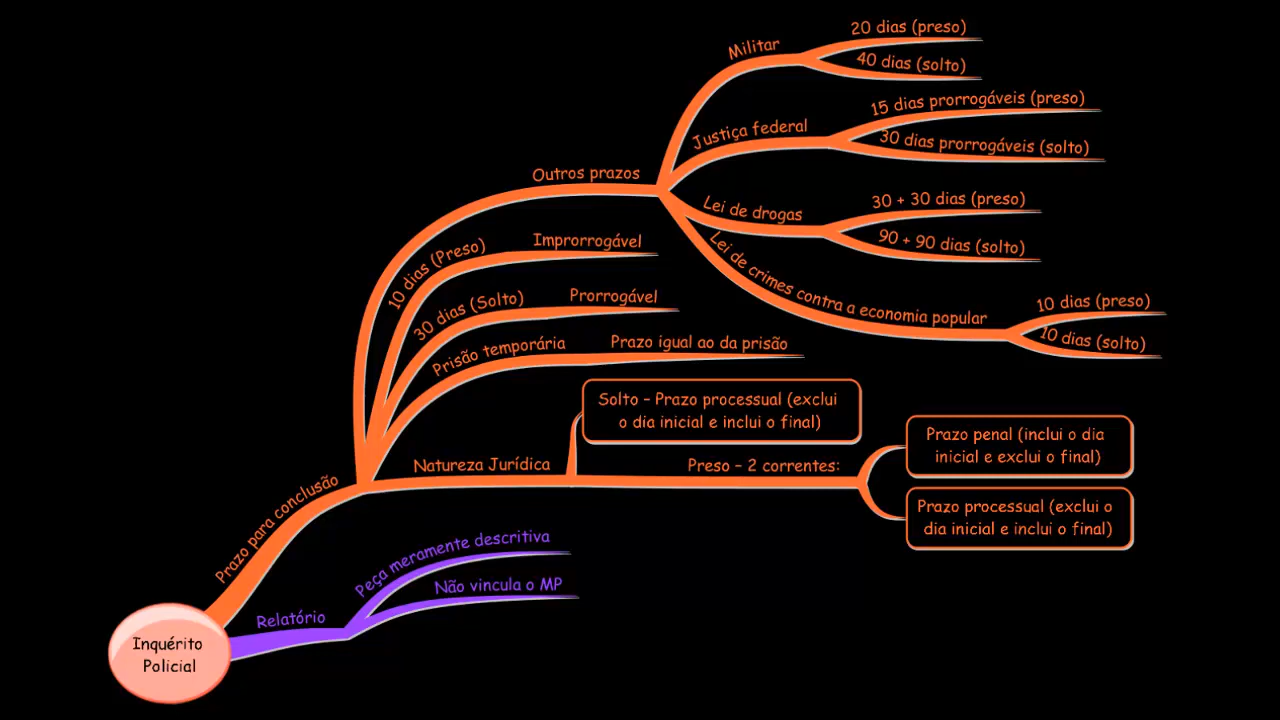 Militar
20 dias (preso)
40 dias (solto)
Justiça federal
15 dias prorrogáveis (preso)
30 dias prorrogáveis (solto)
Outros prazos
Lei de drogas
30 + 30 dias (preso)
90 + 90 dias (solto)
Lei de crimes contra a economia popular
10 dias (preso)
10 dias (solto)
10 dias (Preso)
Improrrogável
30 dias (Solto)
Prorrogável
Prisão temporária
Prazo igual ao da prisão
Solto – Prazo processual (exclui
o dia inicial e inclui o final)
Natureza Jurídica
Preso – 2 correntes:
Prazo penal (inclui o dia
inicial e exclui o final)
Prazo processual (exclui o
dia inicial e inclui o final)
Prazo para conclusão
Peça meramente descritiva
Não vincula o MP
Relatório
Inquérito
Policial